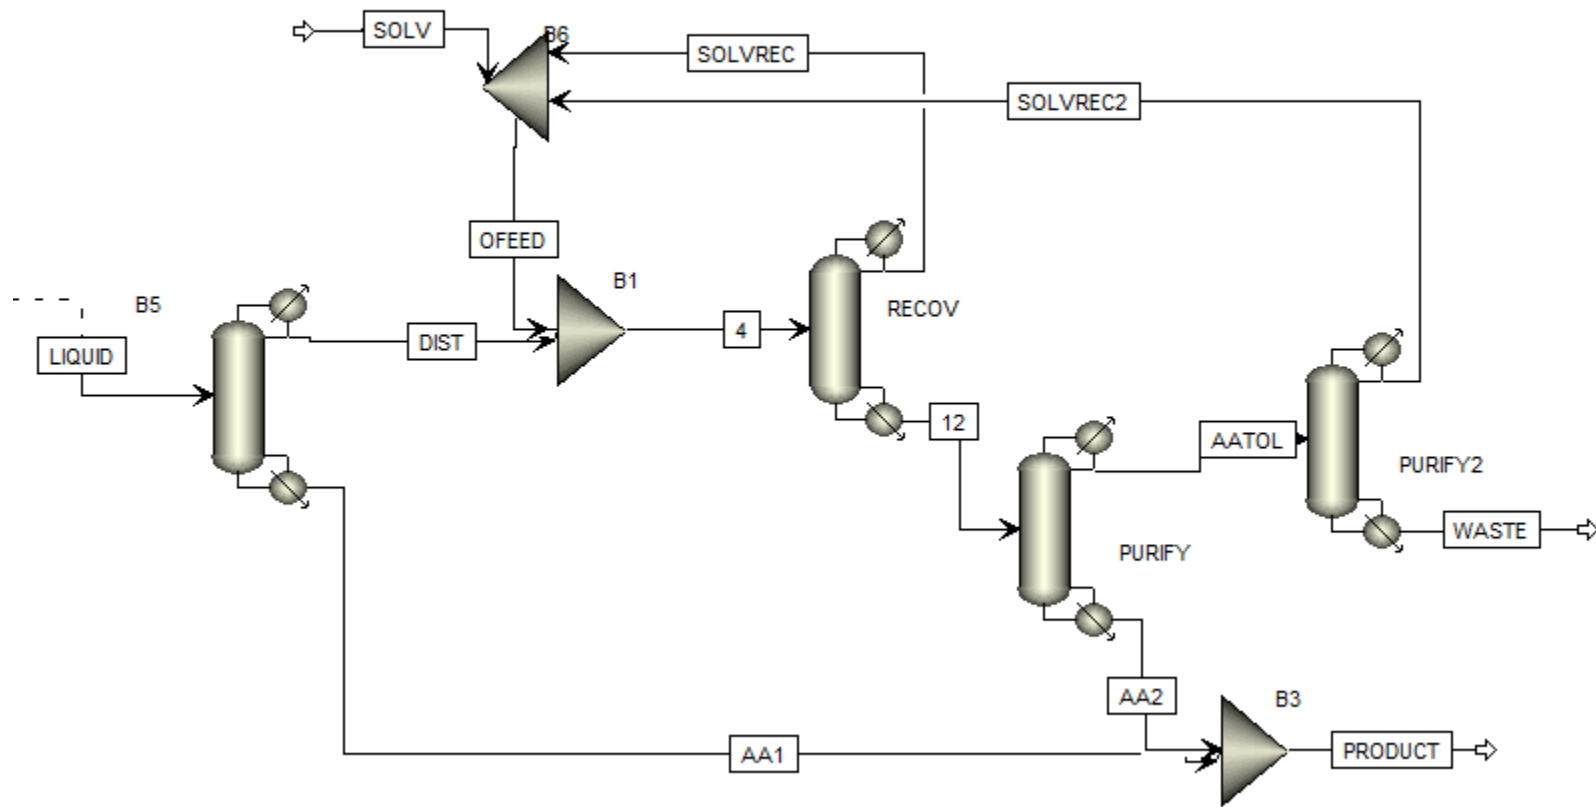 SOLV
B6
SOLVREC
SOLVREC2
OFEED
B1
B5
RECOV
LIQUID
DIST
4
12
AATOL
PURIFY2
PURIFY
WASTE
AA2
B3
AA1
PRODUCT